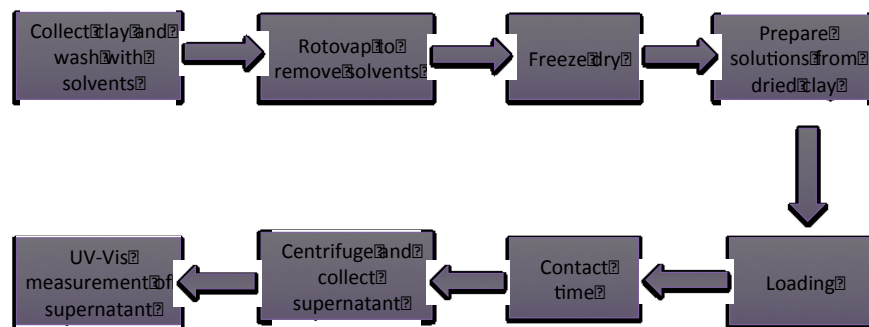 Collect clay and
wash with
solvents
Rotovap to
remove solvents
Freeze dry
Prepare
solutions from
dried clay
Loading
Contact
time
Centrifuge and
collect
supernatant
UV-Vis
measurement of
supernatant